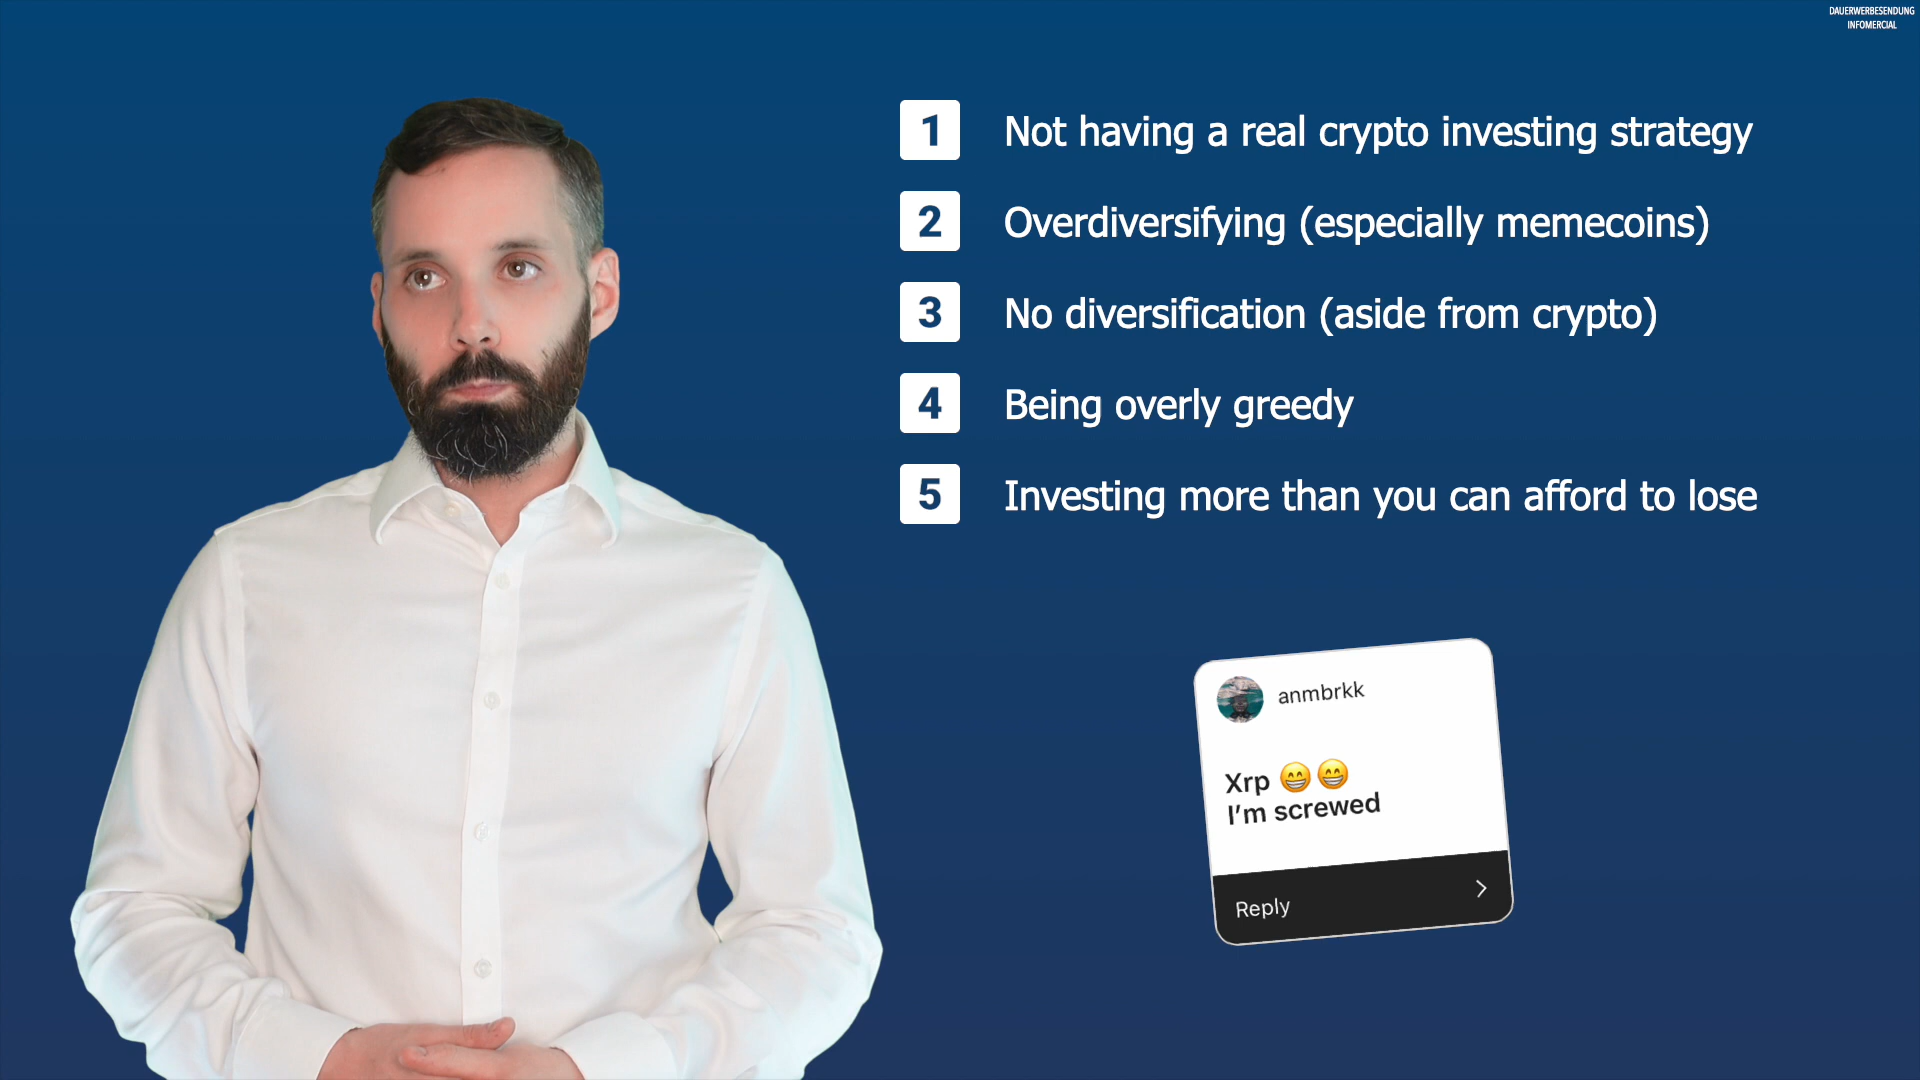 DAUERWERBESENDUNG
INFOMERCIAL
1 Not having a real crypto investing strategy
2 Overdiversifying (especially memecoins)
3 No diversification (aside from crypto)
4 Being overly greedy
5 Investing more than you can afford to lose
anmbrkk
Xrp 😁😁
I'm screwed
Reply